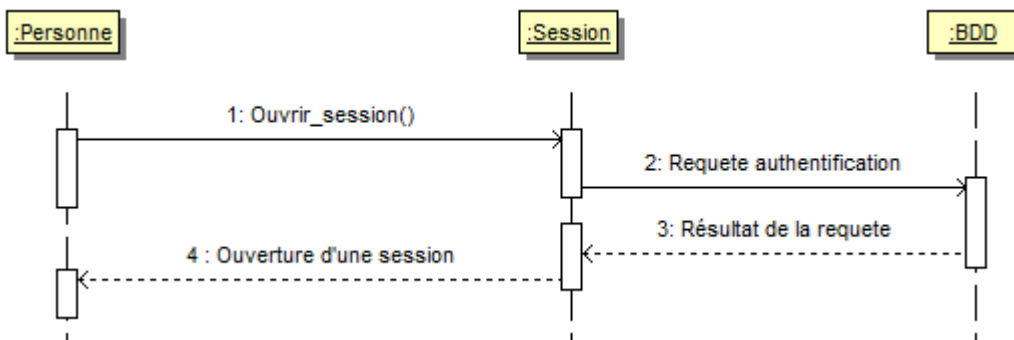 :Personne
:Session
:BDD
1: Ouvrir_session()
2: Requete authentification
3: Résultat de la requete
4 : Ouverture d'une session